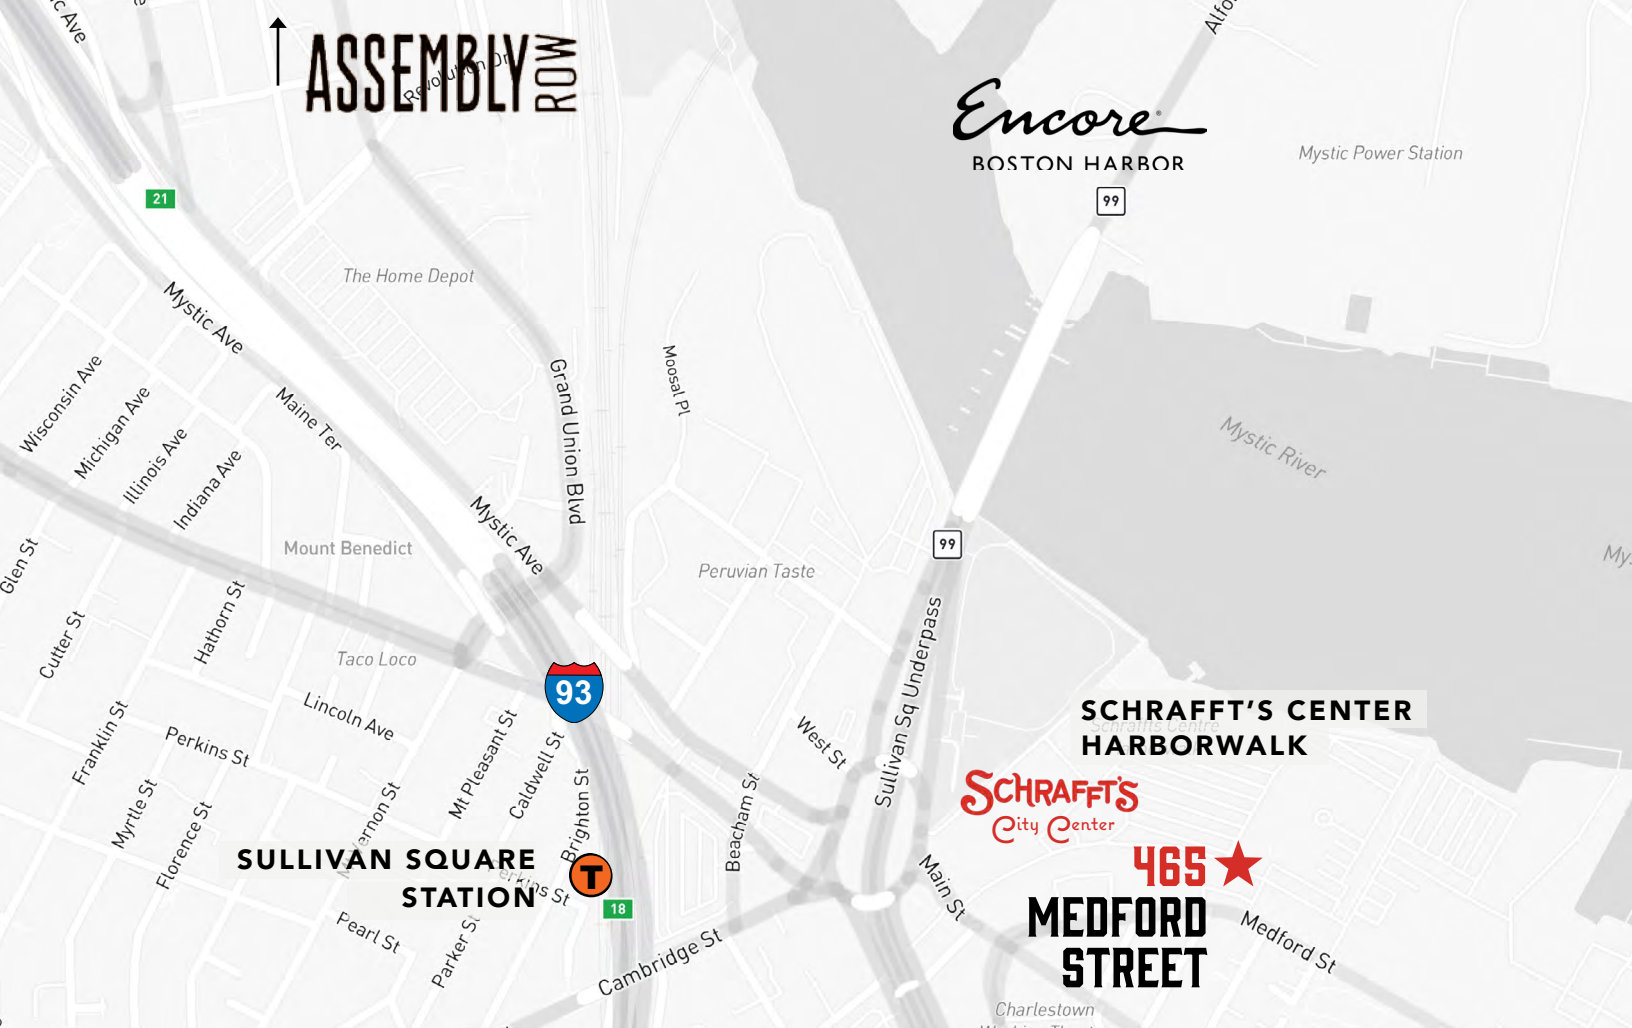 ASSEMBLY
ROW
Revolution Dr
Encore
BOSTON HARBOR
Mystic Power Station
99
21
The Home Depot
Mystic Ave
Wisconsin Ave
Michigan Ave
Illinois Ave
Indiana Ave
Maine Ter
Grand Union Blvd
Moosal Pl
Mystic River
Mystic Ave
99
Glen St
Mount Benedict
Peruvian Taste
Cutter St
Hathorn St
Taco Loco
93
Sullivan Sq Underpass
Lincoln Ave
Franklin St
Perkins St
Mt Pleasant St
Caldwell St
West St
SCHRAFFT'S CENTER
Schraffts Centre
HARBORWALK
SCHRAFFT'S
City Center
Myrtle St
Florence St
Brighton St
Beacham St
SULLIVAN SQUARE
STATION
T
Perkins St
18
Main St
465
MEDFORD
STREET
Medford St
Pearl St
Parker St
Cambridge St
Charlestown